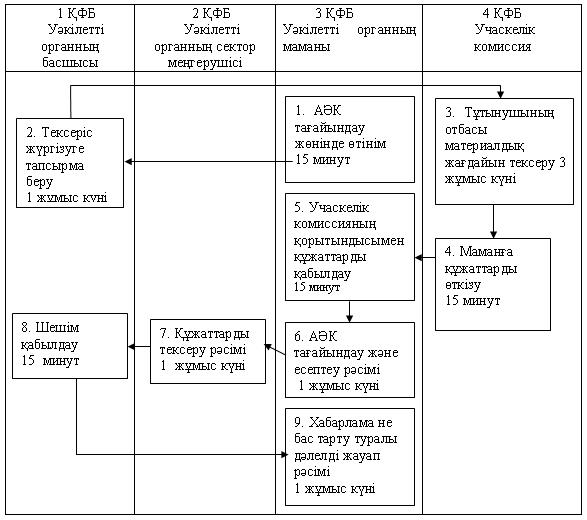 1 ҚФБ
Уәкілетті
органның
басшысы
2 ҚФБ
Уәкілетті
органның сектор
меңгерушісі
3 ҚФБ
Уәкілетті органның
маманы
4 ҚФБ
Учаскелік
комиссия
1. АӘК
тағайындау
жөнінде өтінім
15 минут
2. Тексеріс
жүргізуге
тапсырма
беру
1 жұмыс күні
3. Тұтынушының
отбасы
материалдық
жағдайын тексеру 3
жұмыс күні
4. Маманға
құжаттарды
өткізу
15 минут
5. Учаскелік
комиссияның
қорытындысымен
құжаттарды
қабылдау
15 минут
6. АӘК
тағайындау және
есептеу рәсімі
1 жұмыс күні
7. Құжаттарды
тексеру рәсімі
1 жұмыс күні
8. Шешім
қабылдау
15 минут
9. Хабарлама не
бас тарту туралы
дәлелді жауап
рәсімі
1 жұмыс күні